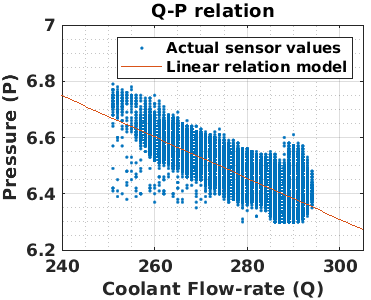 Q-P relation
Actual sensor values
Linear relation model
Pressure (P)
7
6.8
6.6
6.4
6.2
240
260
280
300
Coolant Flow-rate (Q)